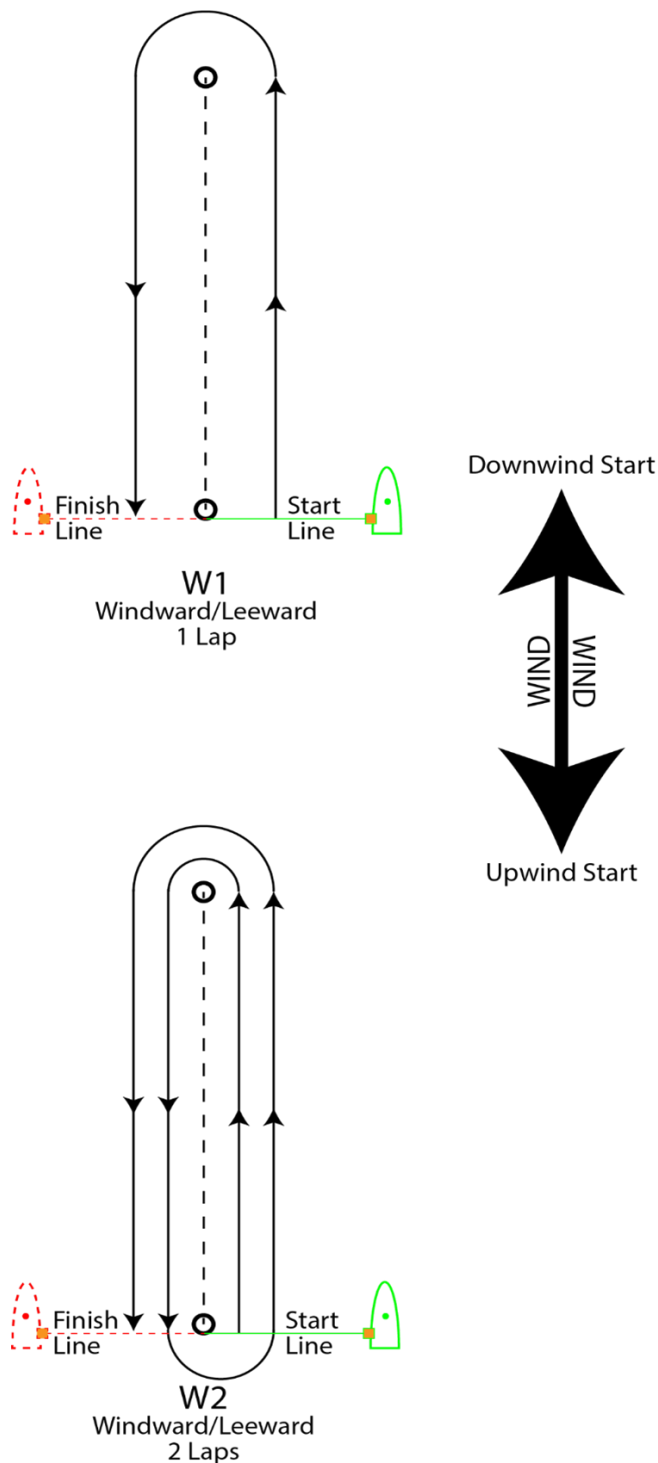 Finish
Line
Start
Line
W1
Windward/Leeward
1 Lap
Downwind Start
WIND
WIND
Upwind Start
Finish
Line
Start
Line
W2
Windward/Leeward
2 Laps